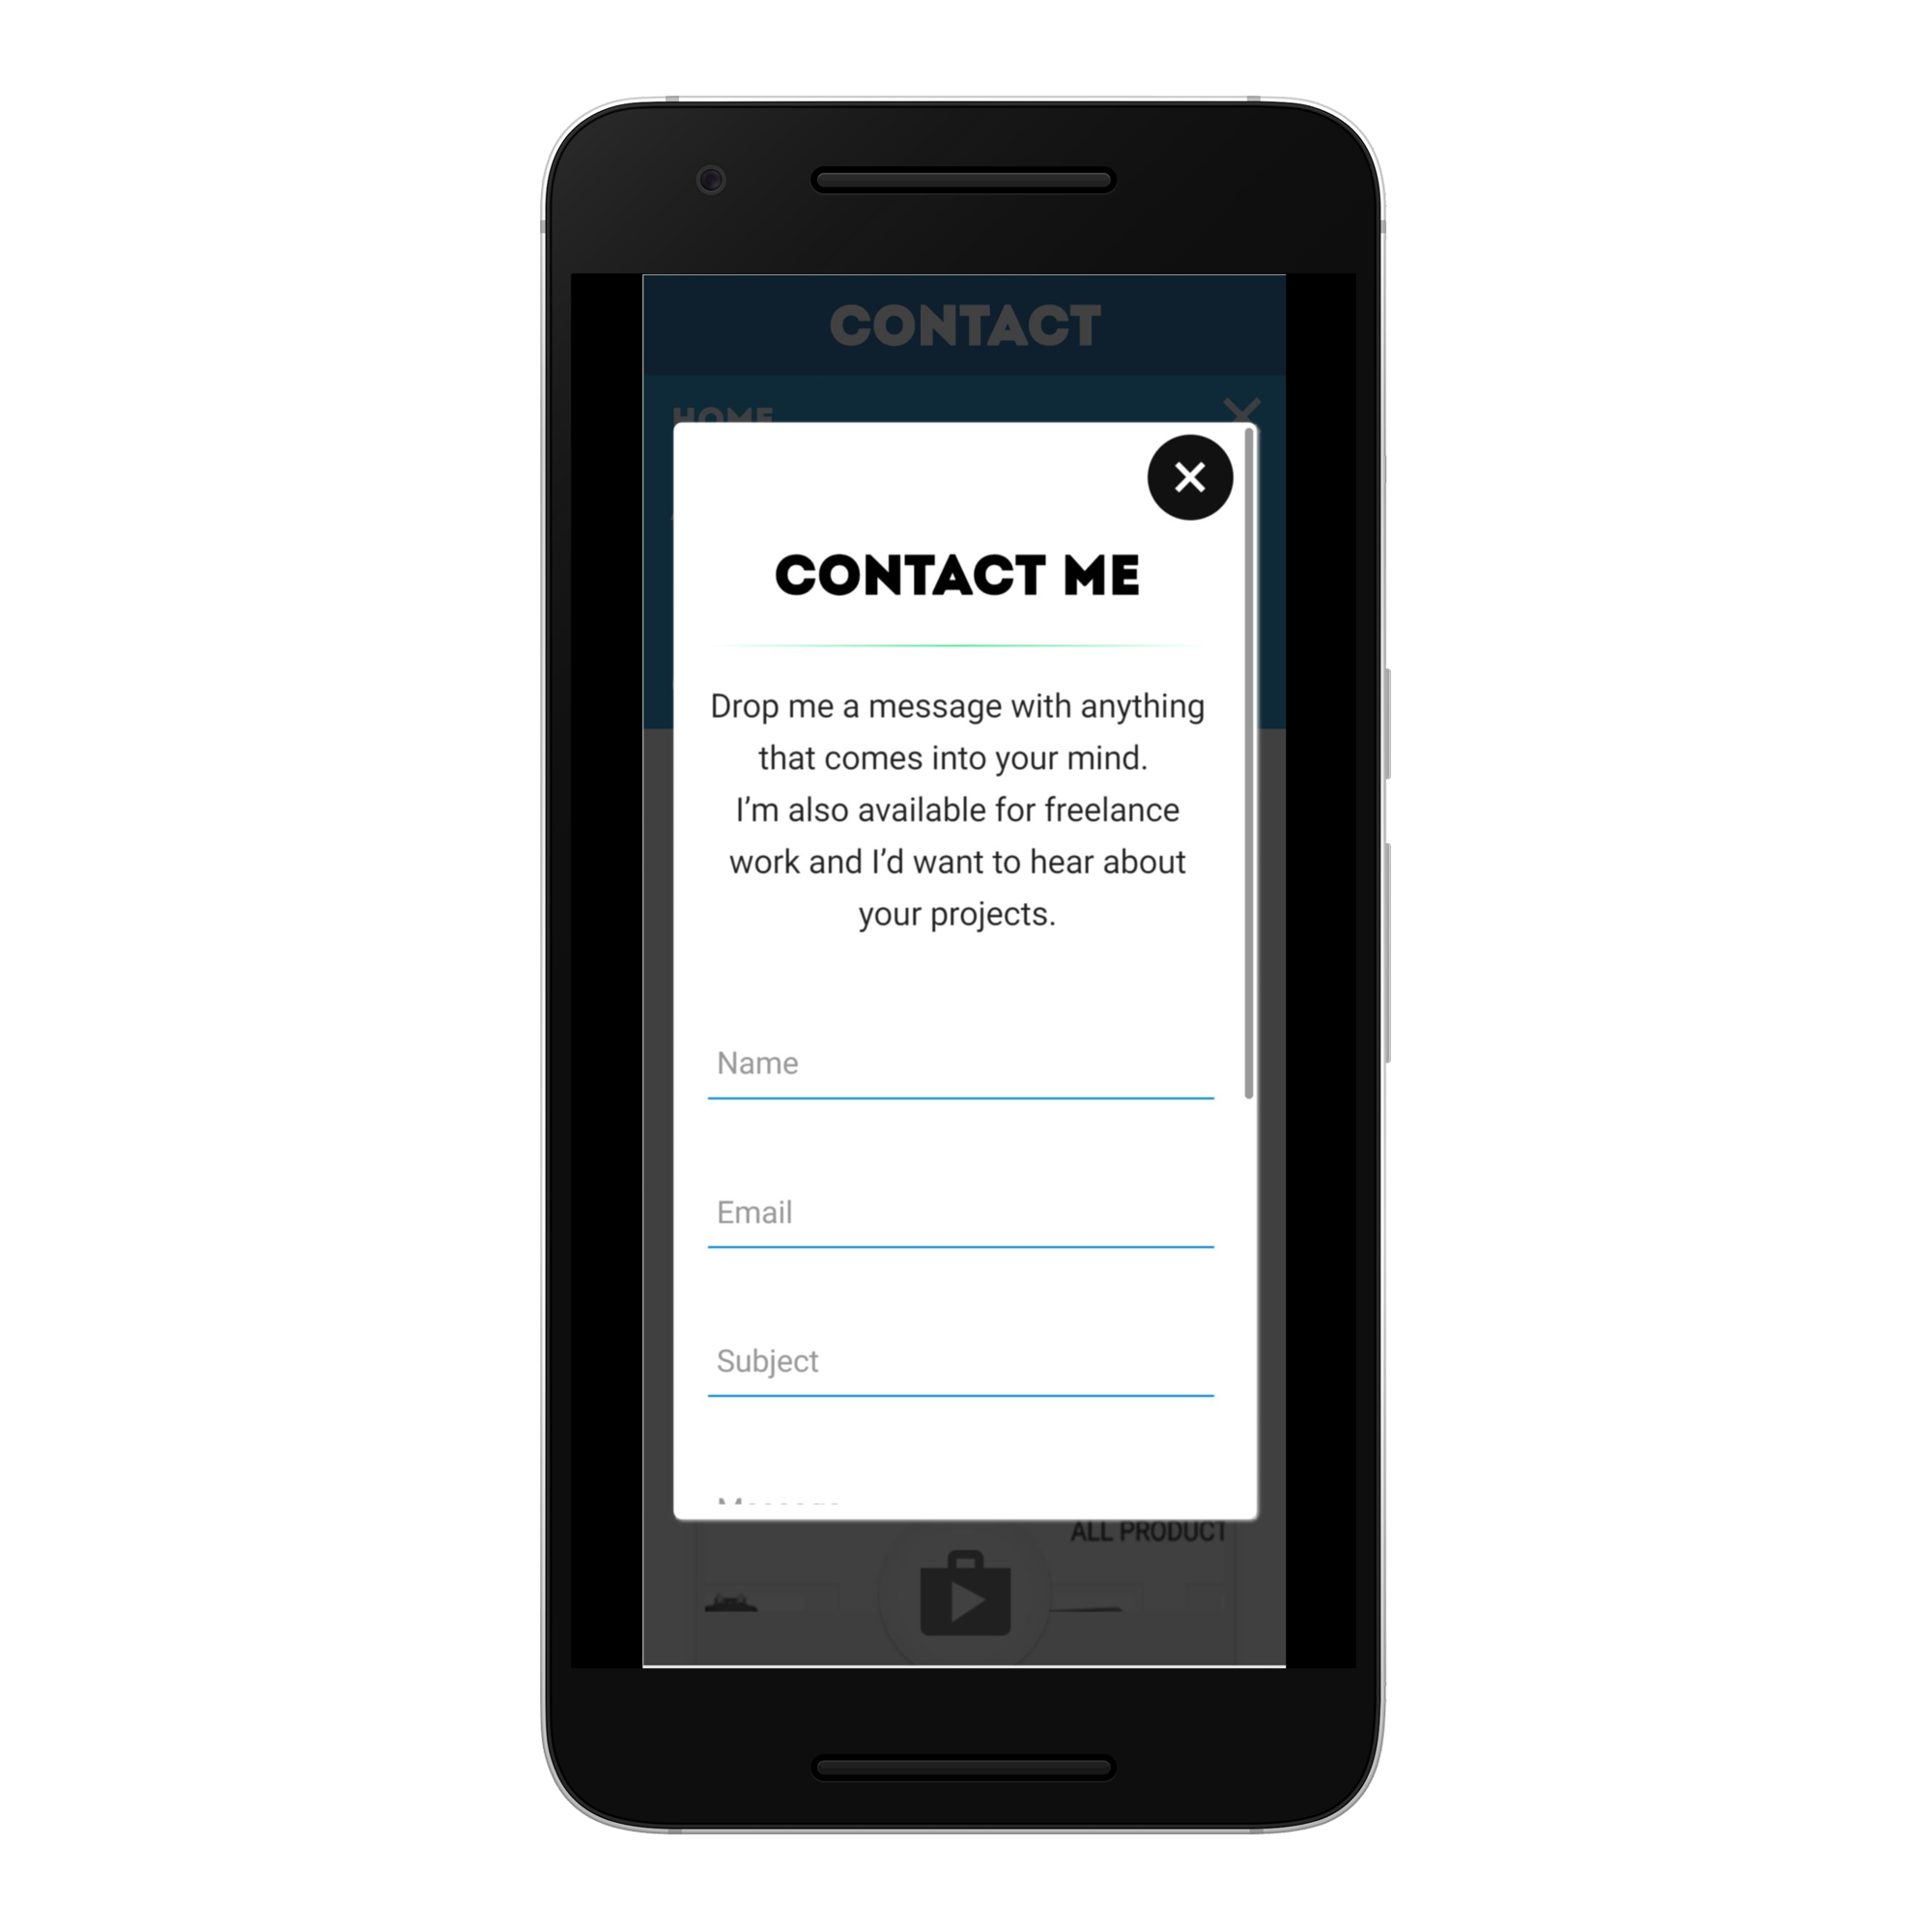 CONTACT
HOME
CONTACT ME
Drop me a message with anything
that comes into your mind.
I’m also available for freelance
work and I’d want to hear about
your projects.
Name
Email
Subject
ALL PRODUCT